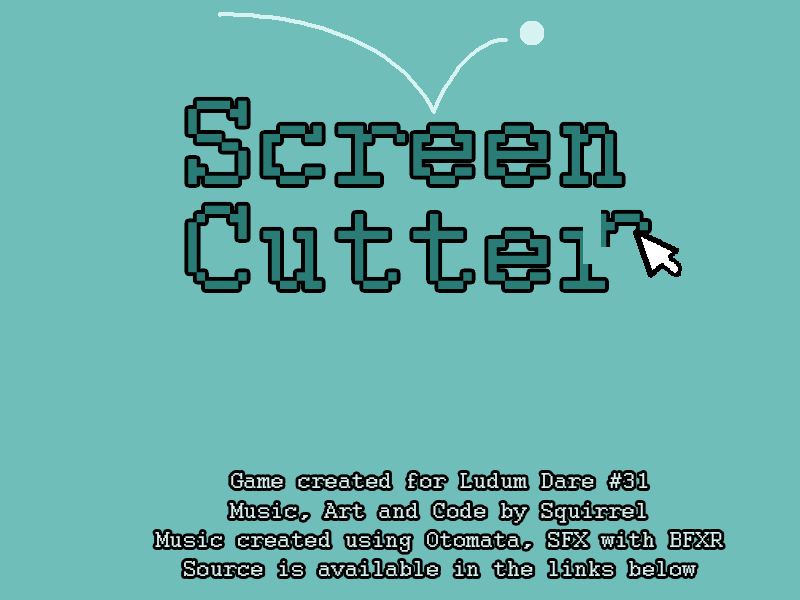 Screen
Cutter
Game created for Ludum Dare #31
Music, Art and Code by Squirrel
Music created using Otomata, SFX with BFXR
Source is available in the links below